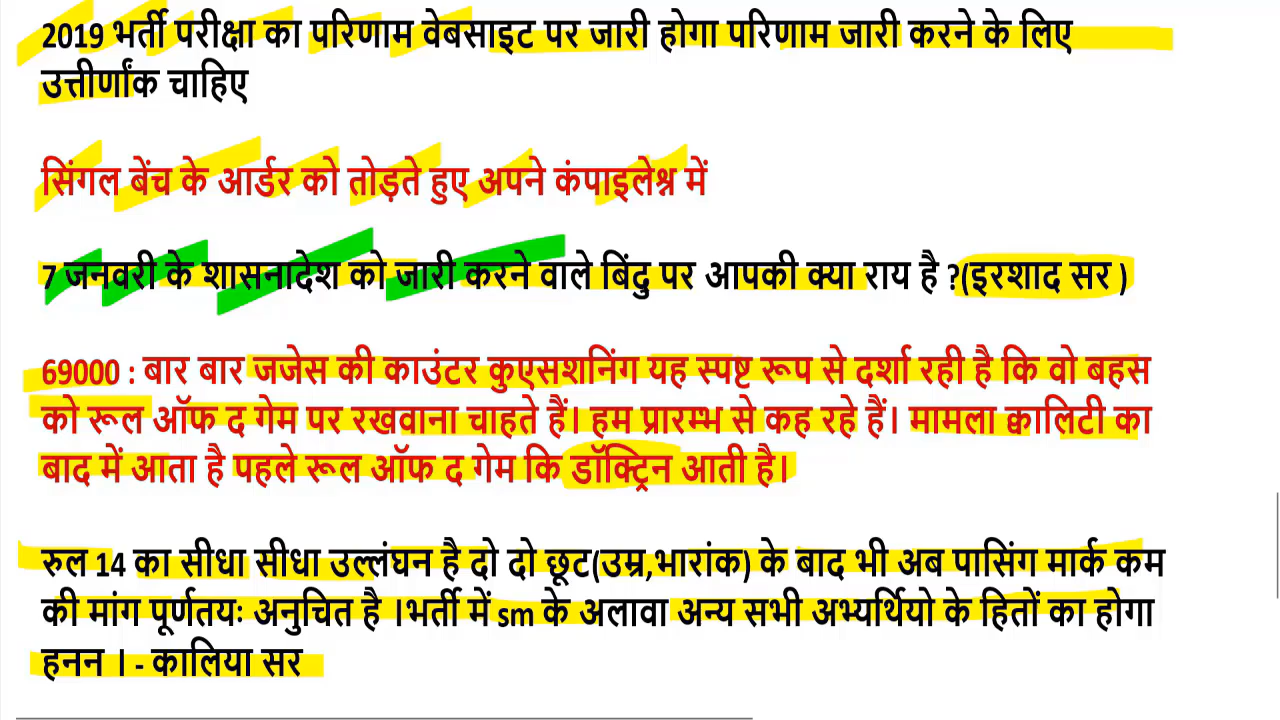 2019 भर्ती परीक्षा का परिणाम वेबसाइट पर जारी होगा परिणाम जारी करने के लिए
उत्तीर्णांक चाहिए
सिंगल बेंच के आर्डर को तोड़ते हुए अपने कंपाइलेश्न में
7 जनवरी के शासनादेश को जारी करने वाले बिंदु पर आपकी क्या राय है ?(इरशाद सर )
69000 : बार बार जजेस की काउंटर कुएसशनिंग यह स्पष्ट रूप से दर्शा रही है कि वो बहस
को रूल ऑफ द गेम पर रखवाना चाहते हैं। हम प्रारम्भ से कह रहे हैं। मामला क्वालिटी का
बाद में आता है पहले रूल ऑफ द गेम कि डॉक्ट्रिन आती है।
रुल 14 का सीधा सीधा उल्लंघन है दो दो छूट(उम्र,भारांक) के बाद भी अब पासिंग मार्क कम
की मांग पूर्णतयः अनुचित है ।भर्ती में sm के अलावा अन्य सभी अभ्यर्थियो के हितों का होगा
हनन । - कालिया सर